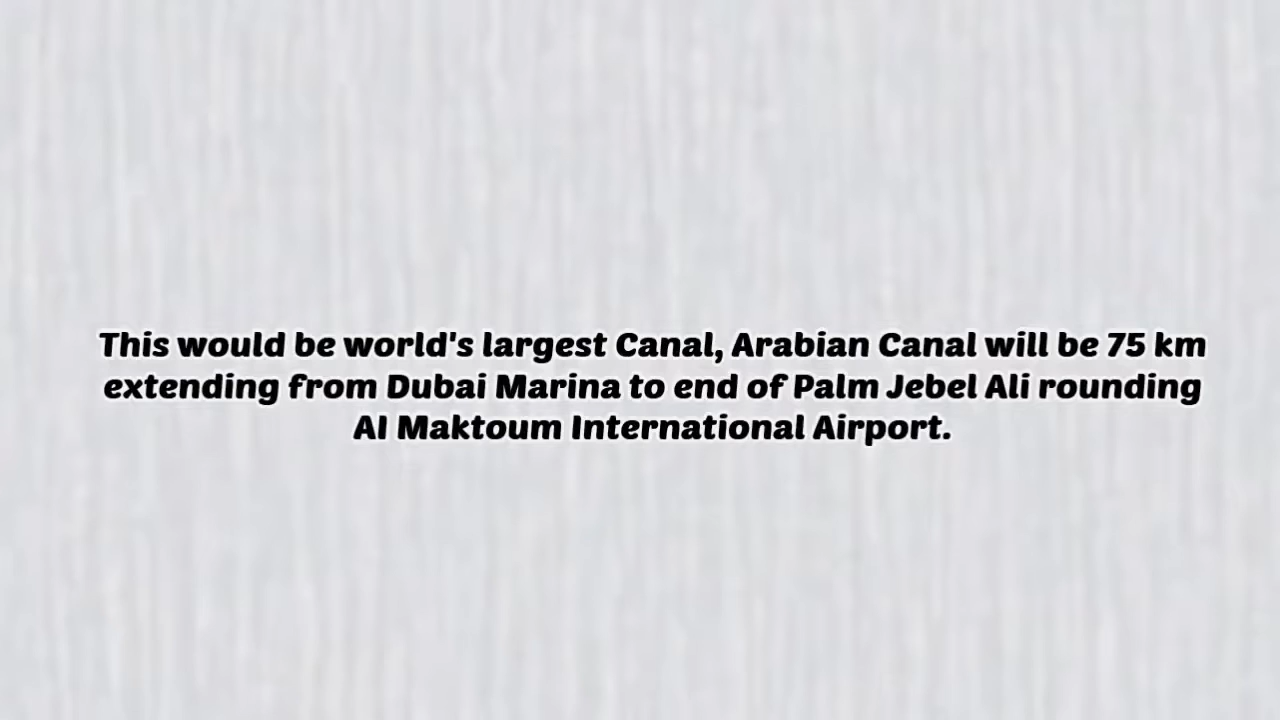 This would be world's largest Canal, Arabian Canal will be 75 km
extending from Dubai Marina to end of Palm Jebel Ali rounding
Al Maktoum International Airport.